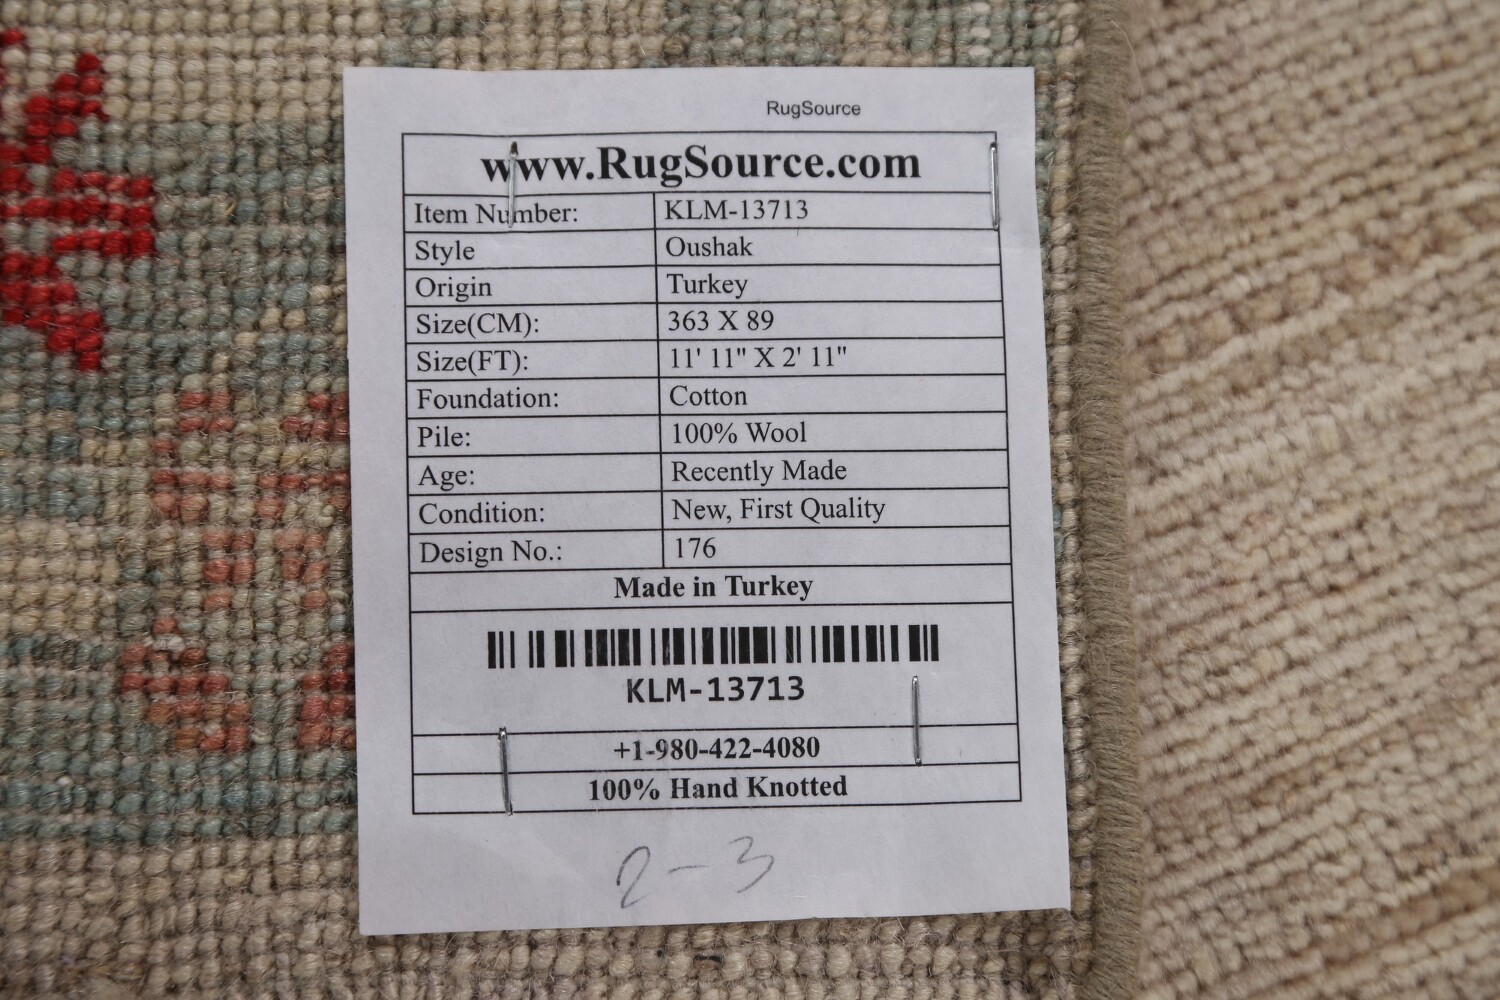 RugSource
www.RugSource.com
Item Number: KLM-13713
Style Oushak
Origin Turkey
Size(CM): 363 X 89
Size(FT): 11' 11" X 2' 11"
Foundation: Cotton
Pile: 100% Wool
Age: Recently Made
Condition: New, First Quality
Design No.: 176
Made in Turkey
KLM-13713
+1-980-422-4080
100% Hand Knotted
2-3